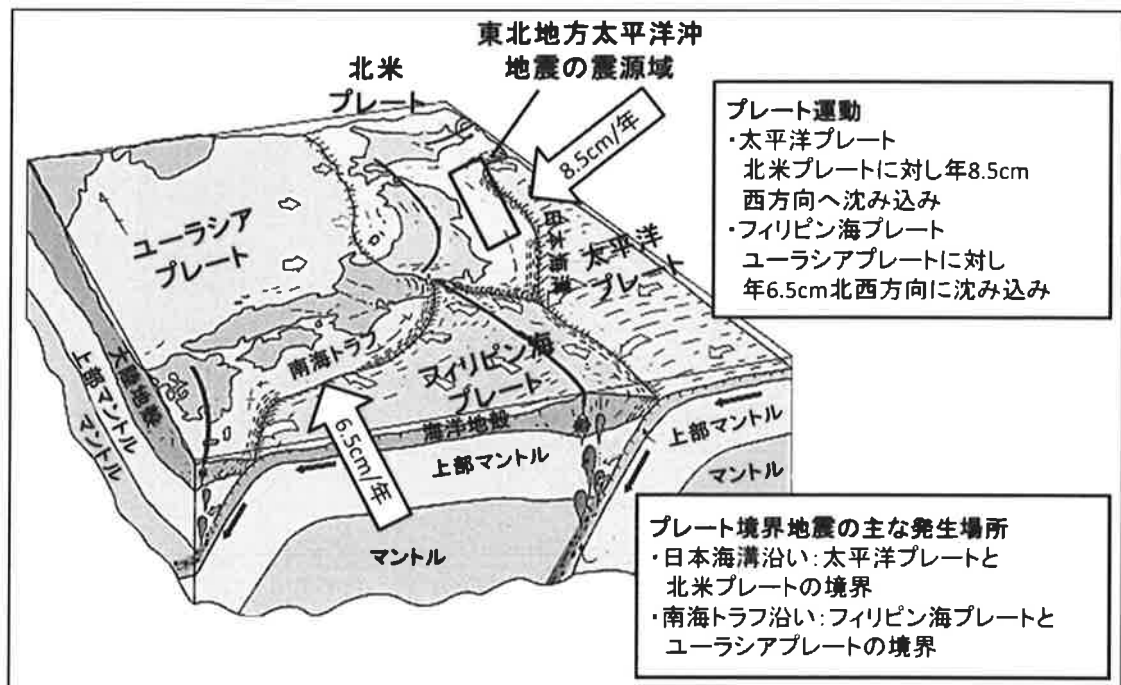 東北地方太平洋沖
地震の震源域
北米
プレート
8.5cm/年
プレート運動
・太平洋プレート
北米プレートに対し年8.5cm
西方向へ沈み込み
・フィリピン海プレート
ユーラシアプレートに対し
年6.5cm北西方向に沈み込み
ユーラシア
プレート
日本海溝
太平洋
プレート
南海トラフ
フィリピン海
プレート
6.5cm/年
大陸地殻
上部マントル
マントル
海洋地殻
上部マントル
マントル
上部マントル
マントル
プレート境界地震の主な発生場所
・日本海溝沿い：太平洋プレートと
北米プレートの境界
・南海トラフ沿い：フィリピン海プレートと
ユーラシアプレートの境界